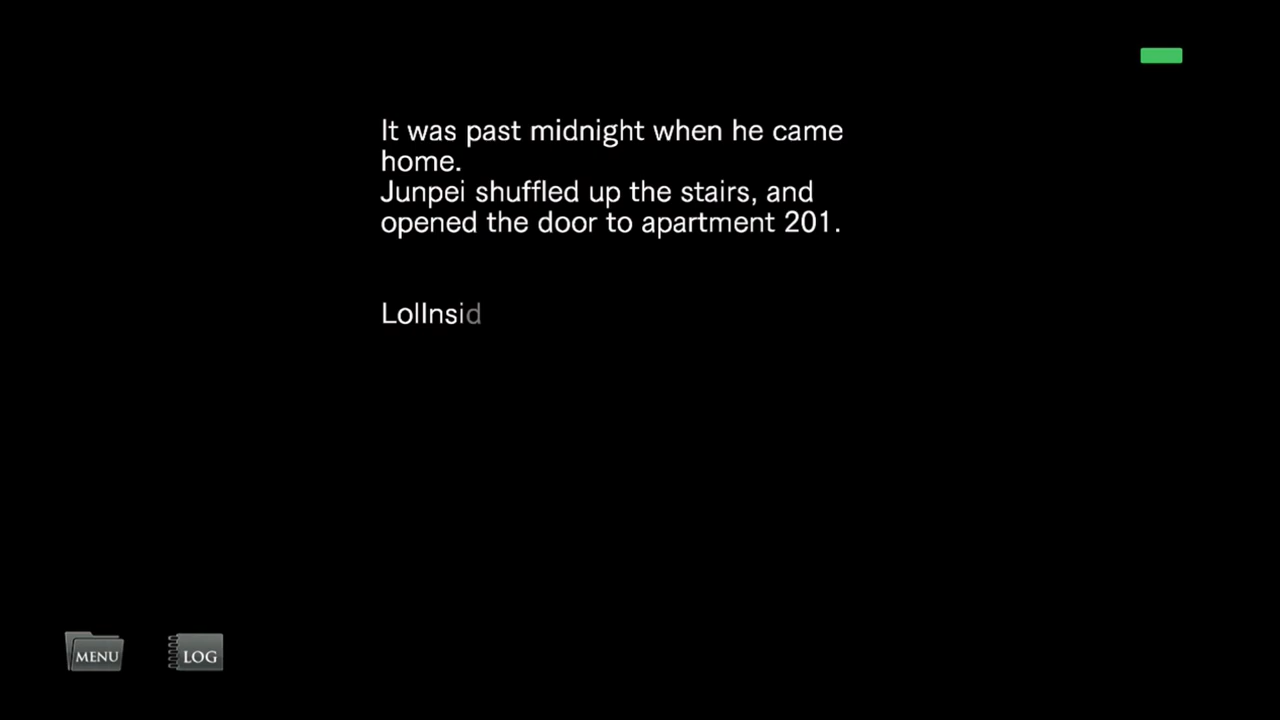 It was past midnight when he came
home.
Junpei shuffled up the stairs, and
opened the door to apartment 201.
LolInsid
MENU
LOG